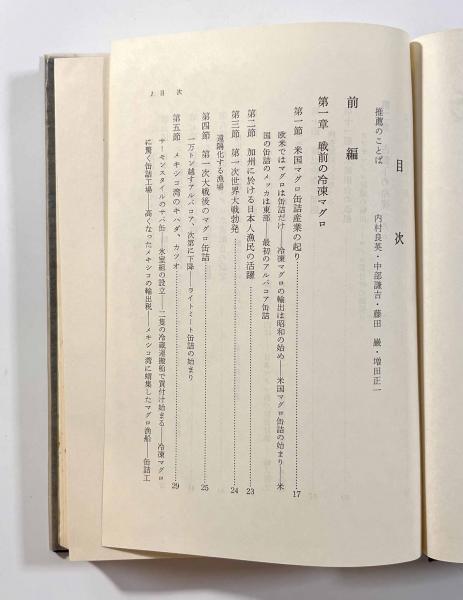 目次
推薦のことば 内村良英・中部謙吉・藤田 巌・増田正一
前編
第一章 戦前の冷凍マグロ
第一節 米国マグロ缶詰産業の起り……17
欧米ではマグロは缶詰だけ――冷凍マグロの輸出は昭和の始め――米国マグロ缶詰の始まり――米
国の缶詰のメッカは東部――最初のアルバコア缶詰
第二節 加州に於ける日本人漁民の活躍……23
第三節 第一次世界大戦勃発……24
遠隔化する漁場
第四節 第一次大戦後のマグロ缶詰……25
一万トン越すアルバコア、次第に下降 ライトミート缶詰の始まり
第五節 メキシコ湾のキハダ、カツオ……29
サーモンスタイルのサバ缶――氷室組の設立――二隻の冷蔵運搬船で買付け始まる――冷凍マグロ
に驚く缶詰工場――高くなったメキシコの輸出税――メキシコ湾に蝟集したマグロ漁船――缶詰工
目次